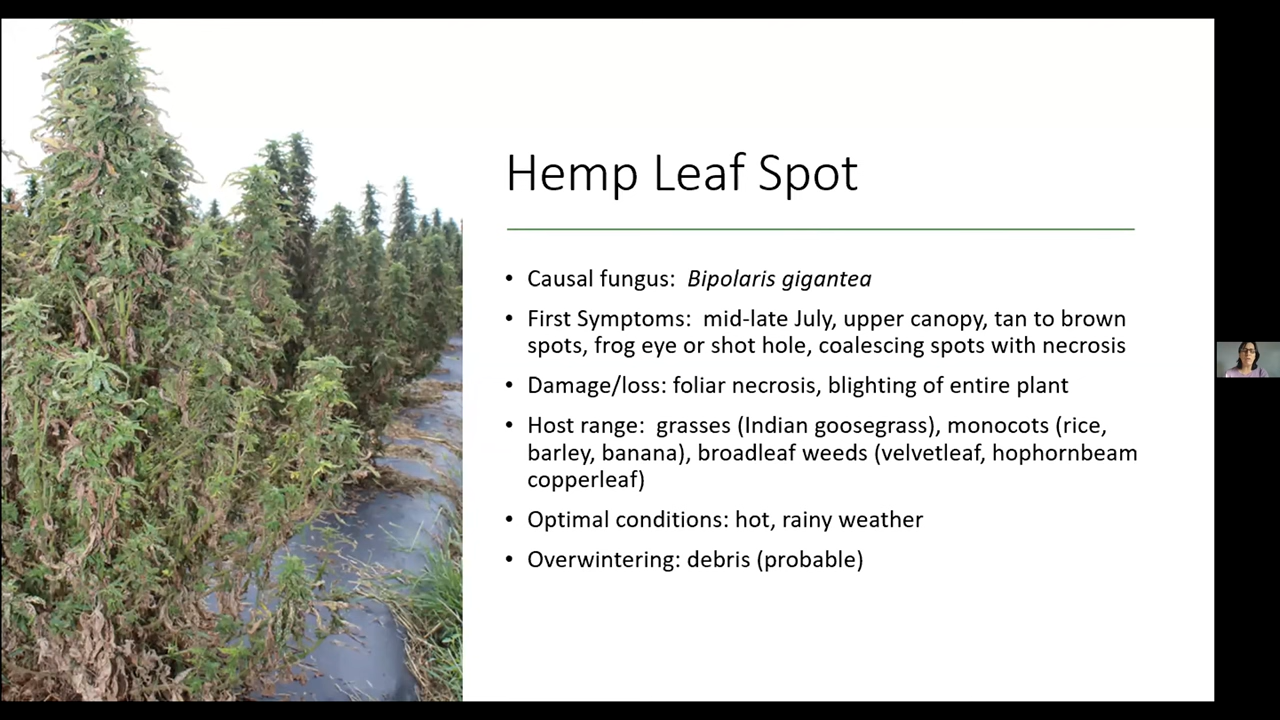 Hemp Leaf Spot
• Causal fungus:  Bipolaris gigantea
• First Symptoms:  mid-late July, upper canopy, tan to brown
spots, frog eye or shot hole, coalescing spots with necrosis
• Damage/loss: foliar necrosis, blighting of entire plant
• Host range:  grasses (Indian goosegrass), monocots (rice,
barley, banana), broadleaf weeds (velvetleaf, hophornbeam
copperleaf)
• Optimal conditions: hot, rainy weather
• Overwintering: debris (probable)